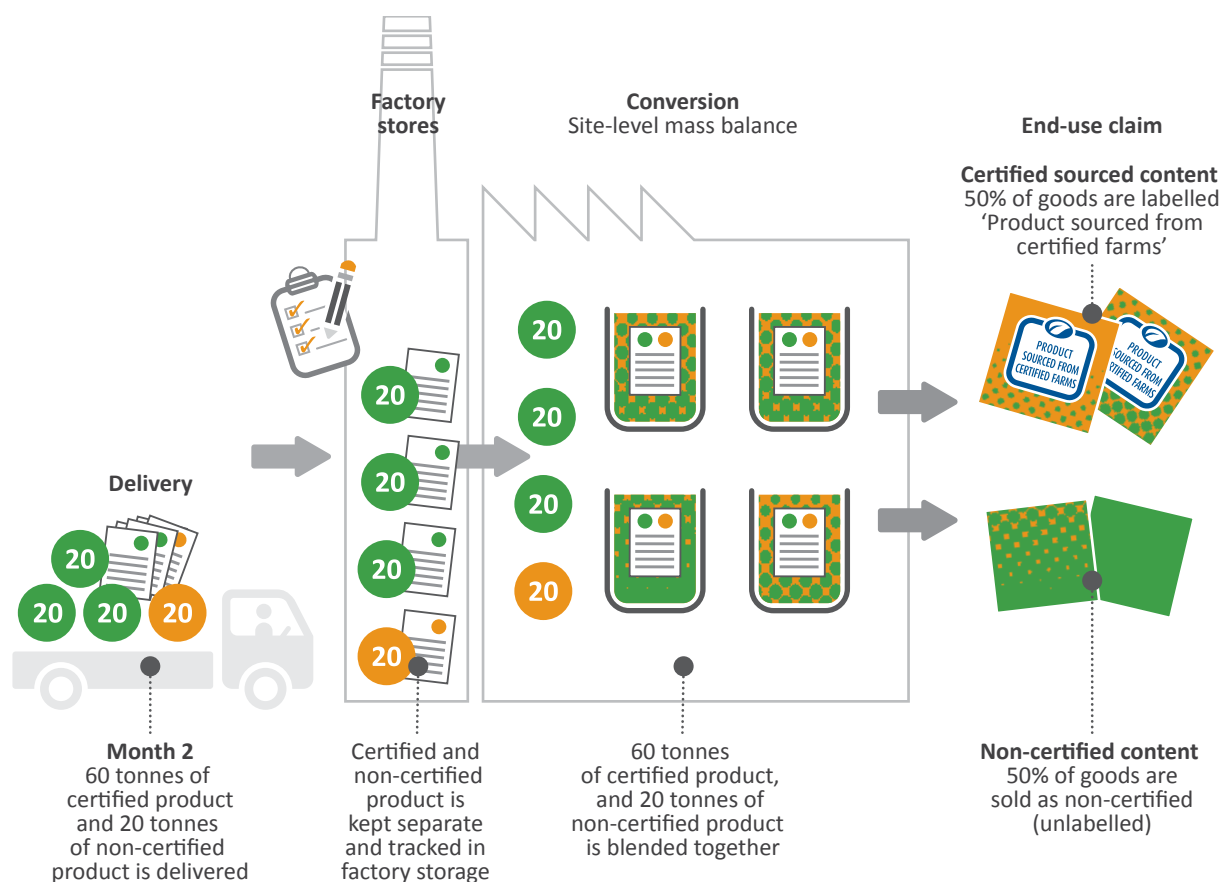 Factory
stores
Conversion
Site-level mass balance
End-use claim
Certified sourced content
50% of goods are labelled
‘Product sourced from
certified farms’
PRODUCT
SOURCED FROM
CERTIFIED FARMS
PRODUCT
SOURCED FROM
CERTIFIED FARMS
20
20
20
20
20
20
20
20
Delivery
20
20
20
20
Month 2
60 tonnes of
certified product
and 20 tonnes
of non-certified
product is delivered
Certified and
non-certified
product is
kept separate
and tracked in
factory storage
60 tonnes
of certified product,
and 20 tonnes of
non-certified product
is blended together
Non-certified content
50% of goods are
sold as non-certified
(unlabelled)